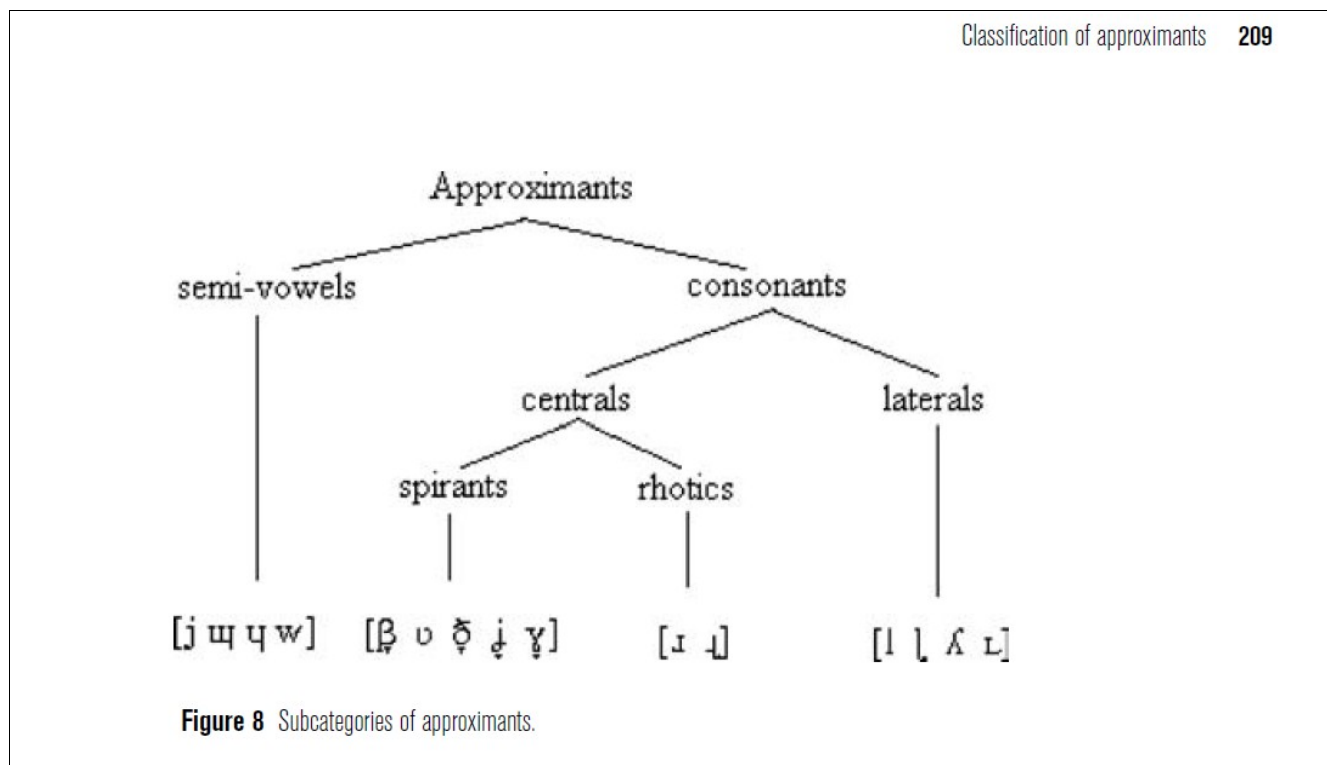 Classification of approximants 209
Approximants
semi-vowels consonants
centrals laterals
spirants rhotics
[j ɰ ɥ w] [β̞ ʋ ð̞ ʝ̞ ɣ̞] [ɹ ɻ] [l ɭ ʎ ʟ]
Figure 8 Subcategories of approximants.